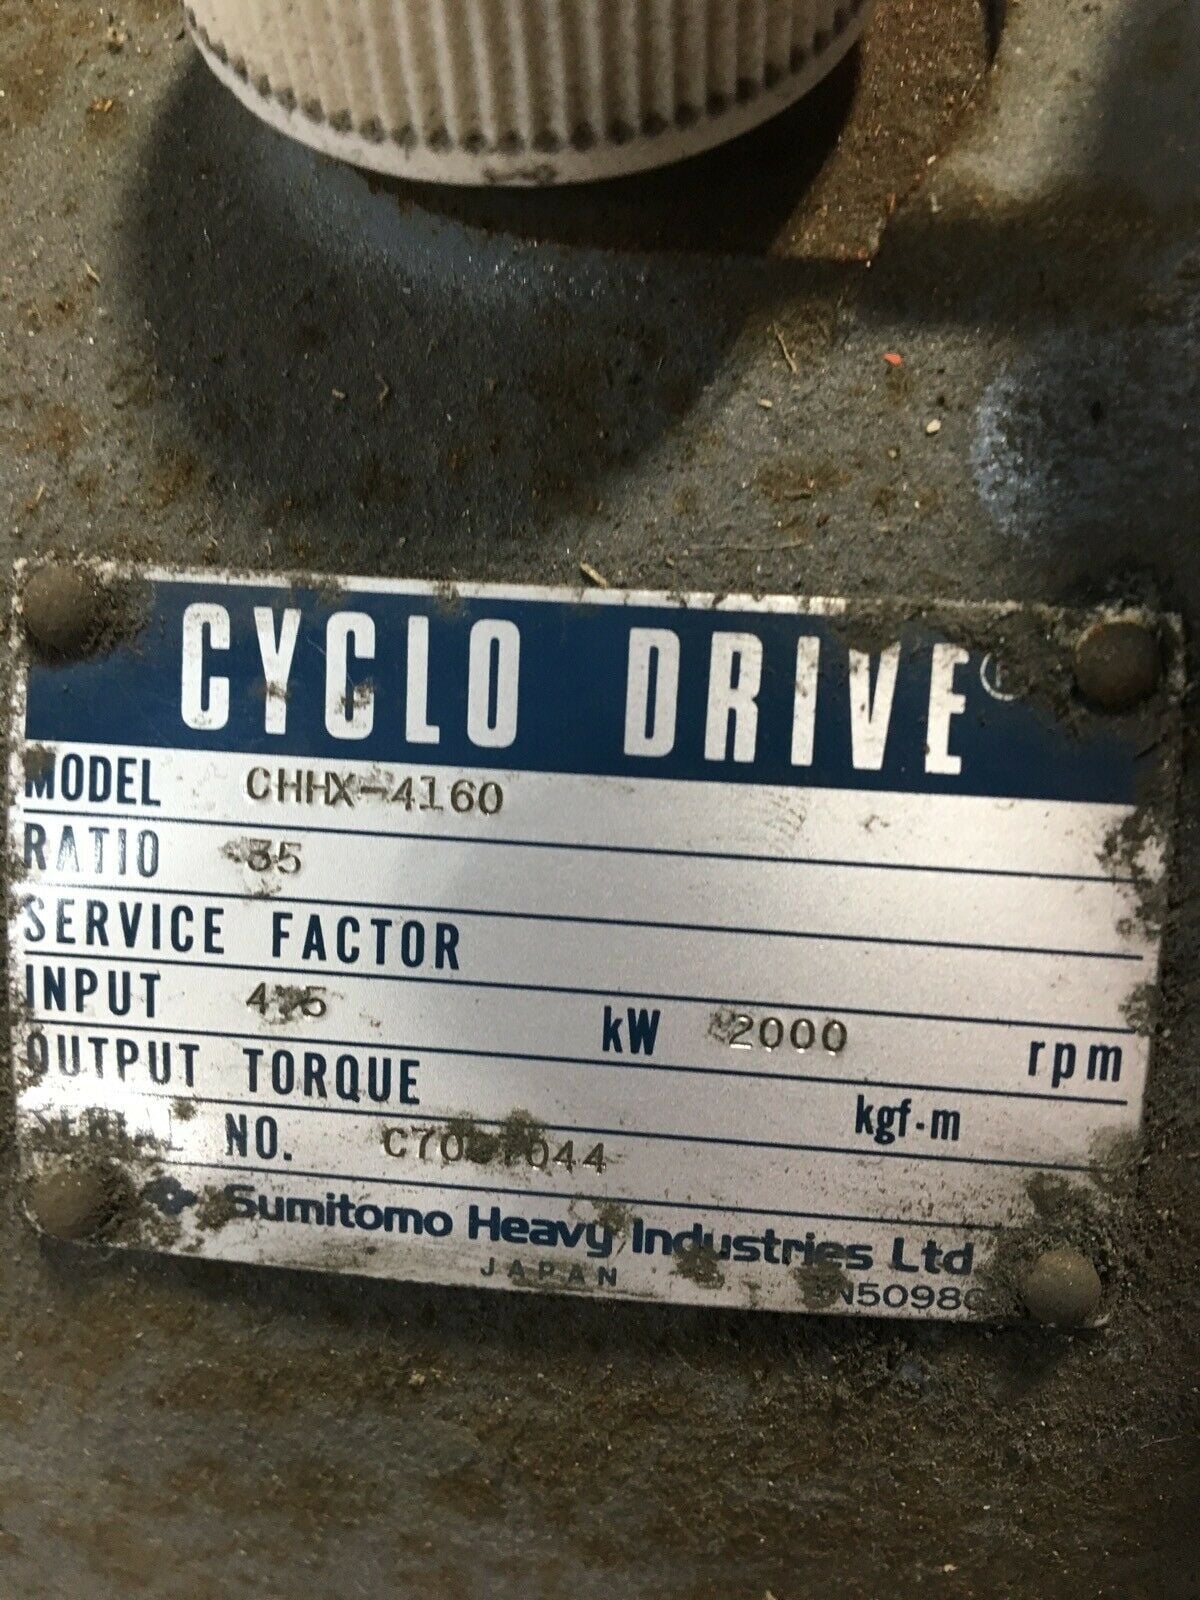 CYCLO DRIVE®
MODEL CHHX-4160
RATIO 35
SERVICE FACTOR
INPUT kW 2000 rpm
OUTPUT TORQUE kgf·m
SERIAL NO.
Sumitomo Heavy Industries Ltd
JAPAN